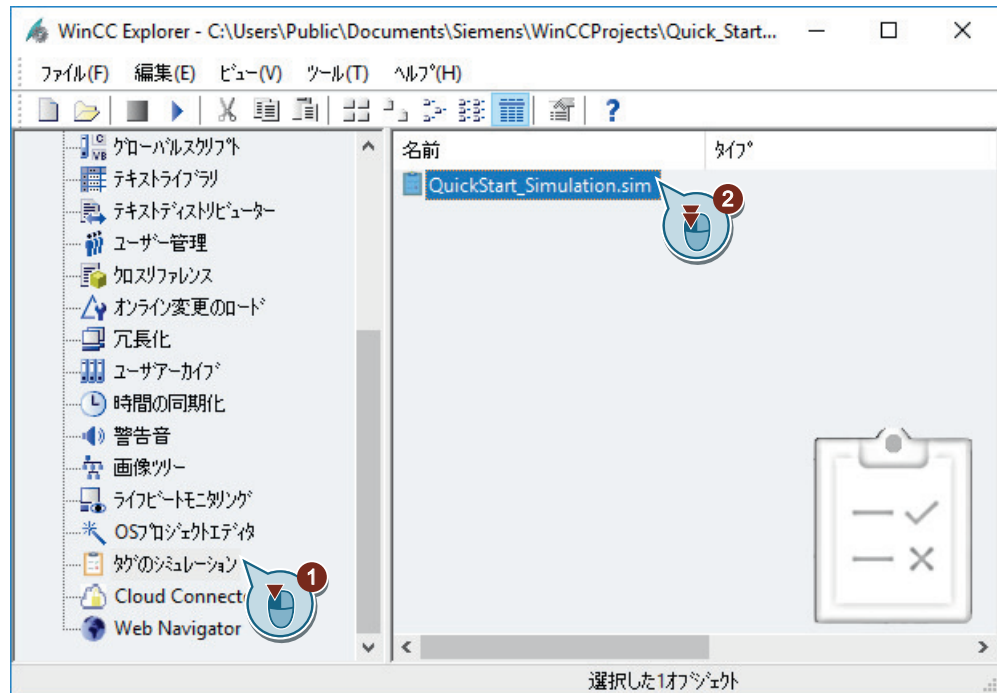 WinCC Explorer - C:\Users\Public\Documents\Siemens\WinCCProjects\Quick_Start...
ファイル(F) 編集(E) ビュー(V) ツール(T) ヘルプ(H)
?
グローバルスクリプト
テキストライブラリ
テキストディストリビューター
ユーザー管理
クロスリファレンス
オンライン変更のロード
冗長化
ユーザアーカイブ
時間の同期化
警告音
画像ツリー
ライフビートモニタリング
OSプロジェクトエディタ
タグのシミュレーション
1
Cloud Connect
Web Navigator
名前 タイプ
QuickStart_Simulation.sim
2
選択した1オブジェクト